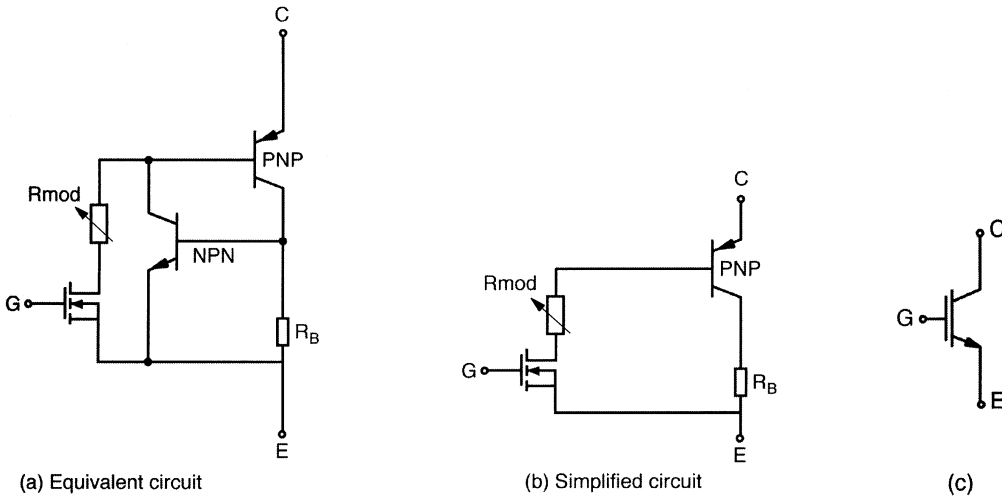 C
PNP
Rmod
NPN
G
R_B
E
(a) Equivalent circuit
C
PNP
Rmod
G
R_B
E
(b) Simplified circuit
C
G
E
(c)